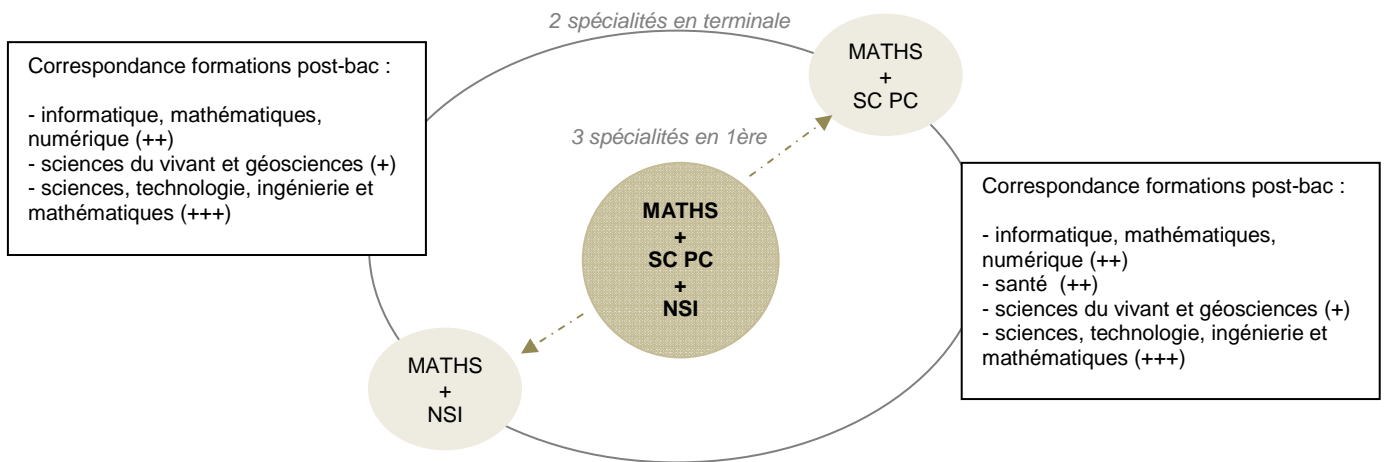 2 spécialités en terminale
Correspondance formations post-bac :
- informatique, mathématiques,
numérique (++)
- sciences du vivant et géosciences (+)
- sciences, technologie, ingénierie et
mathématiques (+++)
MATHS
+
SC PC
3 spécialités en 1ère
MATHS
+
SC PC
+
NSI
Correspondance formations post-bac :
- informatique, mathématiques,
numérique (++)
- santé  (++)
- sciences du vivant et géosciences (+)
- sciences, technologie, ingénierie et
mathématiques (+++)
MATHS
+
NSI